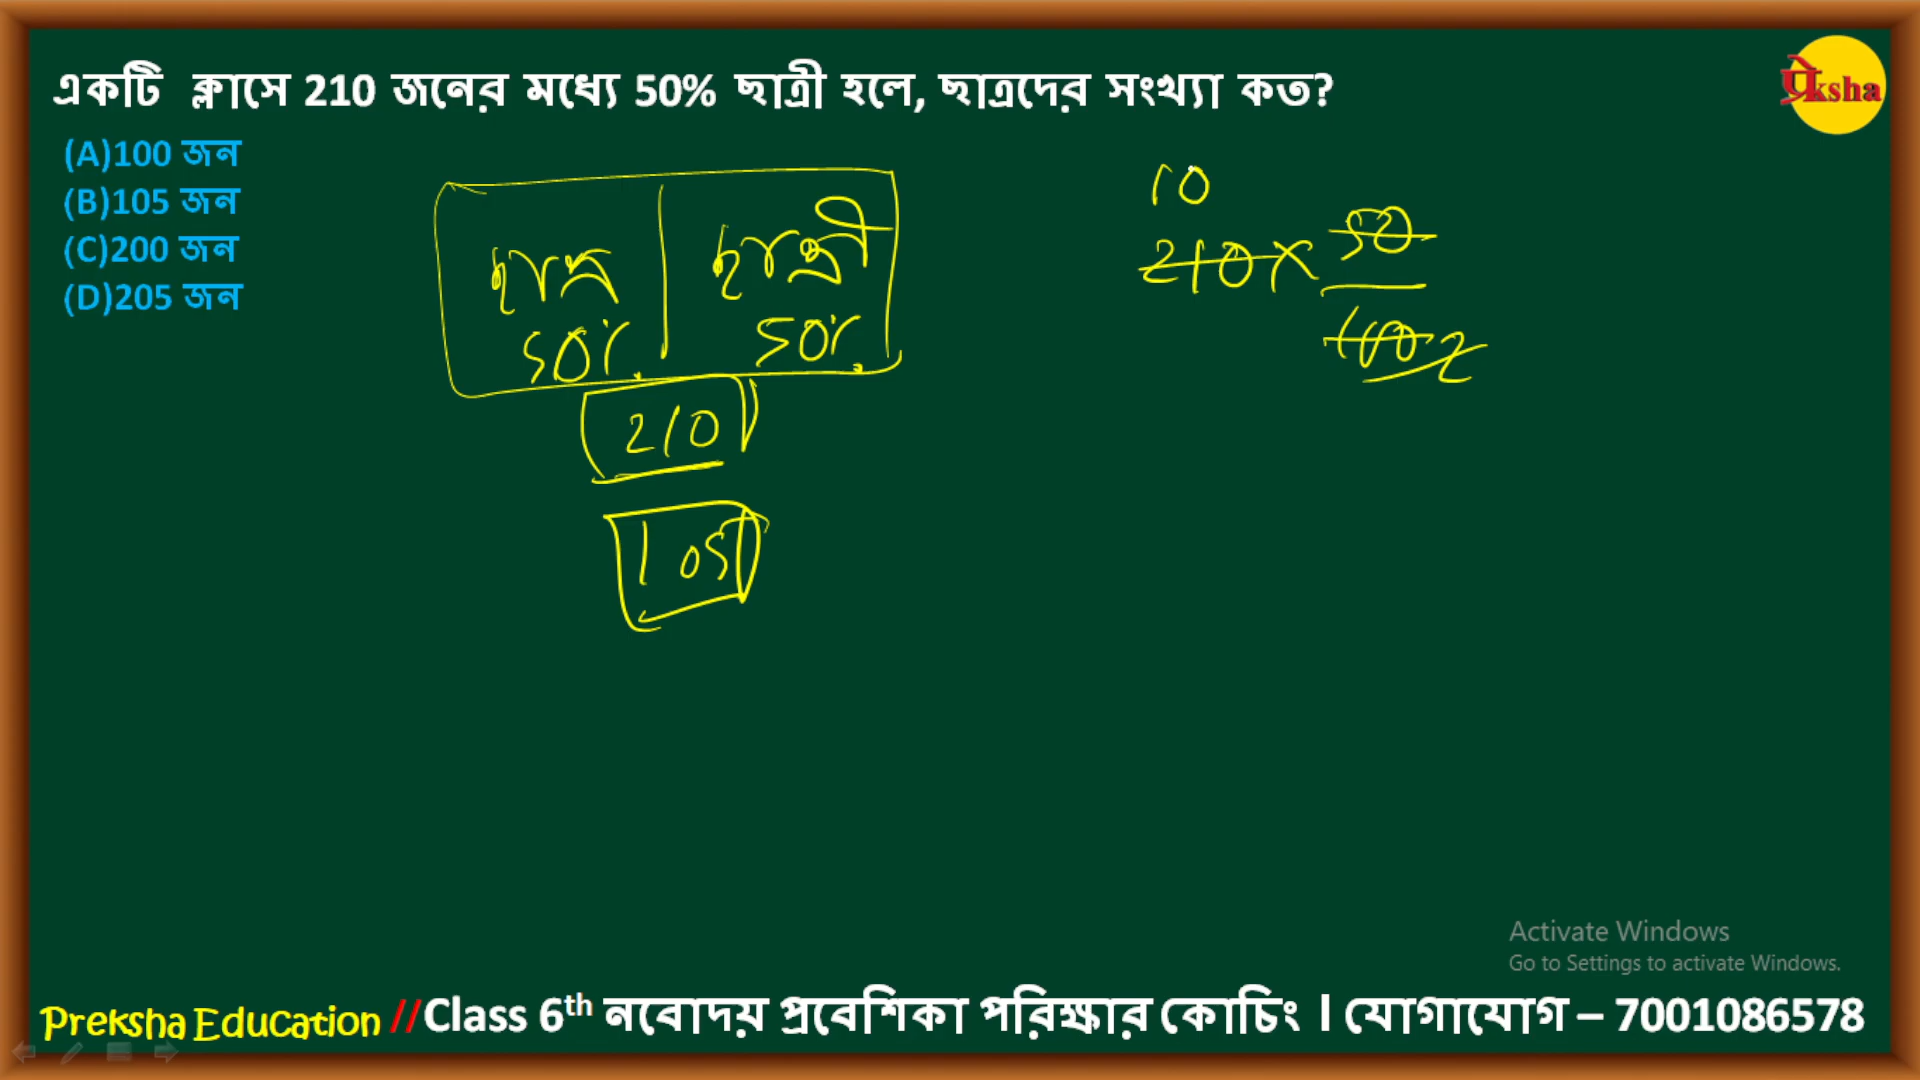 একটি ক্লাসে 210 জনের মধ্যে 50% ছাত্রী হলে, ছাত্রদের সংখ্যা কত?
প্রেksha
(A)100 জন
(B)105 জন
(C)200 জন
(D)205 জন
ছাত্র ছাত্রী
50% 50%
210
105
10
210 × 50
100 2
Activate Windows
Go to Settings to activate Windows.
Preksha Education //Class 6th নবোদয় প্রবেশিকা পরিক্ষার কোচিং । যোগাযোগ – 7001086578